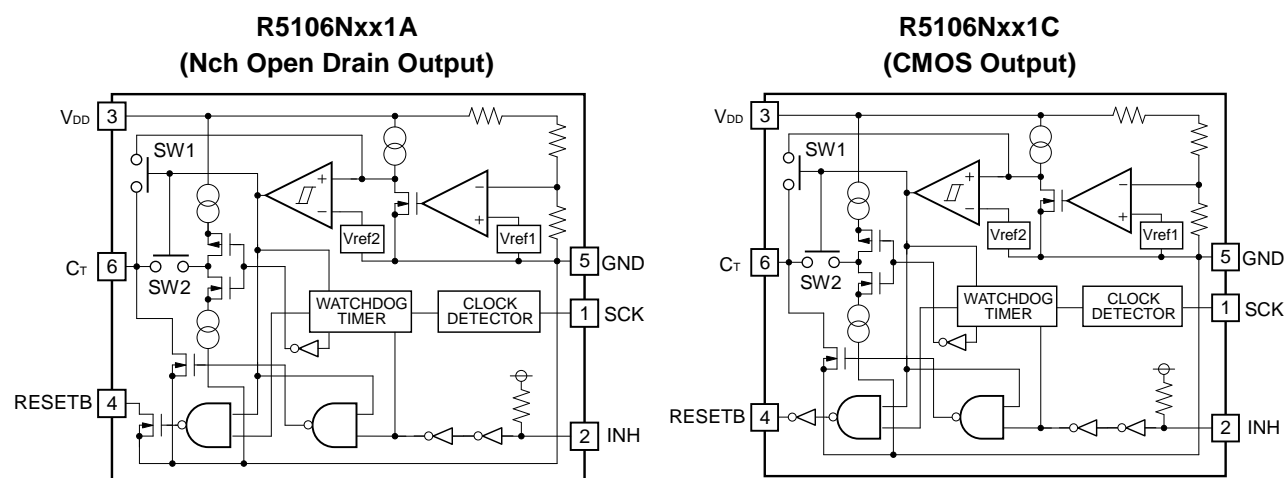 R5106Nxx1A
(Nch Open Drain Output)
VDD 3
SW1
+
−
−
+
Vref2
Vref1
CT 6
SW2
5 GND
WATCHDOG
TIMER
CLOCK
DETECTOR
1 SCK
RESETB 4
2 INH
R5106Nxx1C
(CMOS Output)
VDD 3
SW1
+
−
−
+
Vref2
Vref1
CT 6
SW2
5 GND
WATCHDOG
TIMER
CLOCK
DETECTOR
1 SCK
RESETB 4
2 INH